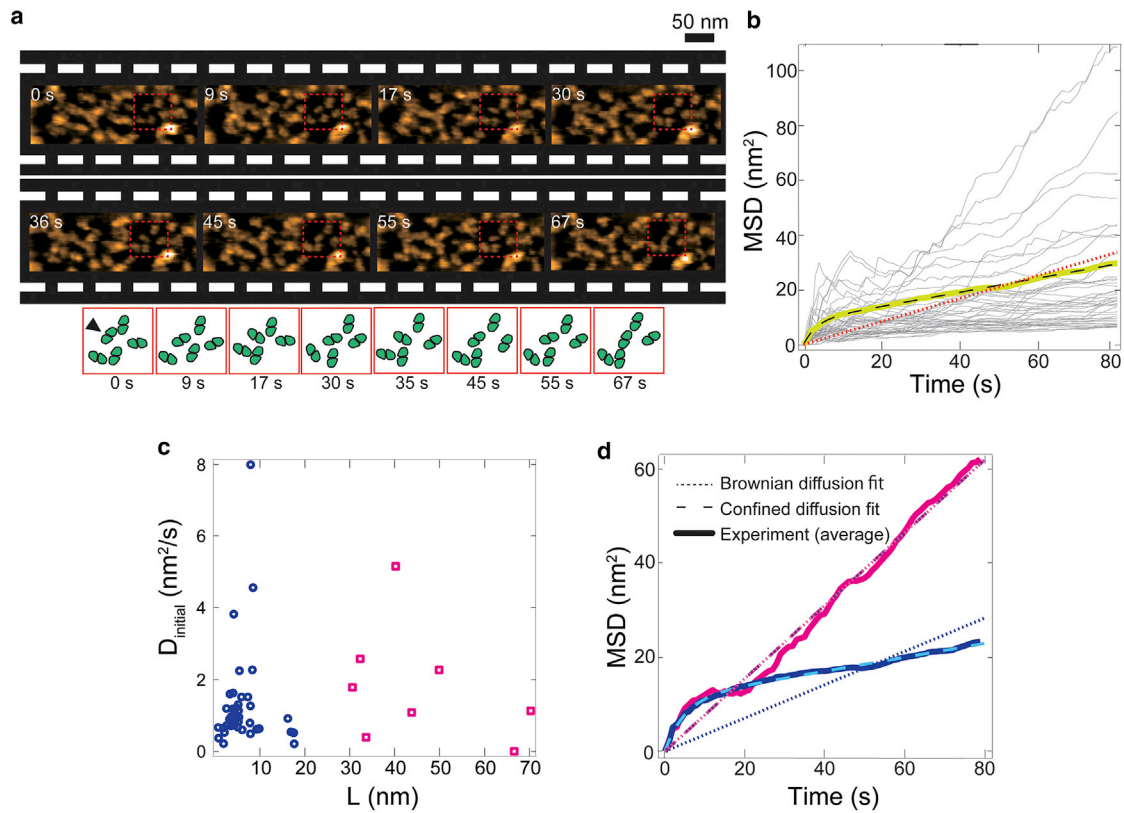 a
50 nm
0 s
9 s
17 s
30 s
36 s
45 s
55 s
67 s
0 s
9 s
17 s
30 s
35 s
45 s
55 s
67 s
b
100
80
60
40
20
0
MSD (nm²)
0
20
40
60
80
Time (s)
c
8
6
4
2
0
D initial (nm²/s)
10
20
30
40
50
60
70
L (nm)
d
60
40
20
0
MSD (nm²)
Brownian diffusion fit
Confined diffusion fit
Experiment (average)
0
20
40
60
80
Time (s)